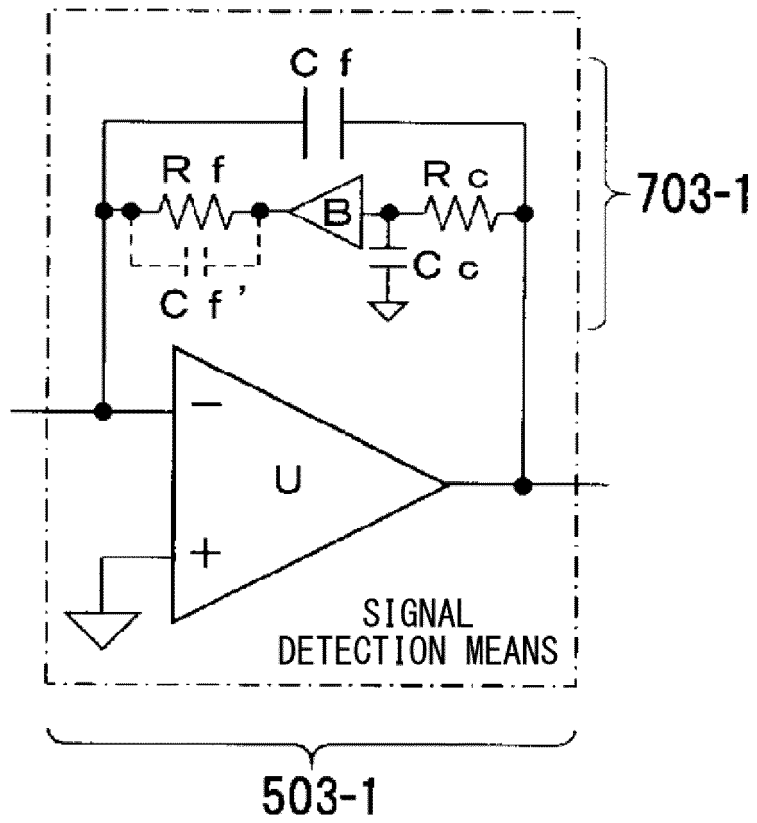 C f
R f
B
R c
C c
C f'
703-1
−
U
+
SIGNAL
DETECTION MEANS
503-1